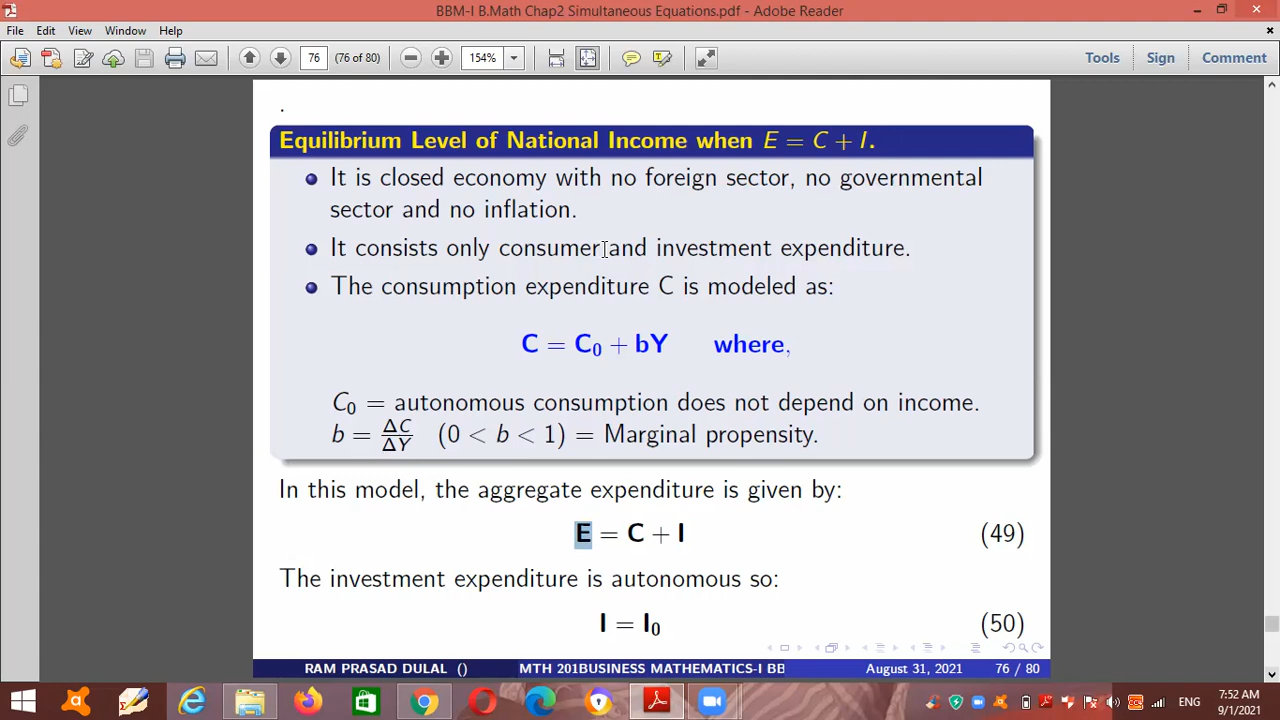 BBM-I B.Math Chap2 Simultaneous Equations.pdf - Adobe Reader
File Edit View Window Help
76 (76 of 80) 154% Tools Sign Comment
.
Equilibrium Level of National Income when E = C + I.
It is closed economy with no foreign sector, no governmental
sector and no inflation.
It consists only consumer and investment expenditure.
The consumption expenditure C is modeled as:
C = C₀ + bY where,
C₀ = autonomous consumption does not depend on income.
b = ΔC/ΔY (0 < b < 1) = Marginal propensity.
In this model, the aggregate expenditure is given by:
E = C + I (49)
The investment expenditure is autonomous so:
I = I₀ (50)
RAM PRASAD DULAL () MTH 201BUSINESS MATHEMATICS-I BB August 31, 2021 76 / 80
ENG 7:52 AM
9/1/2021